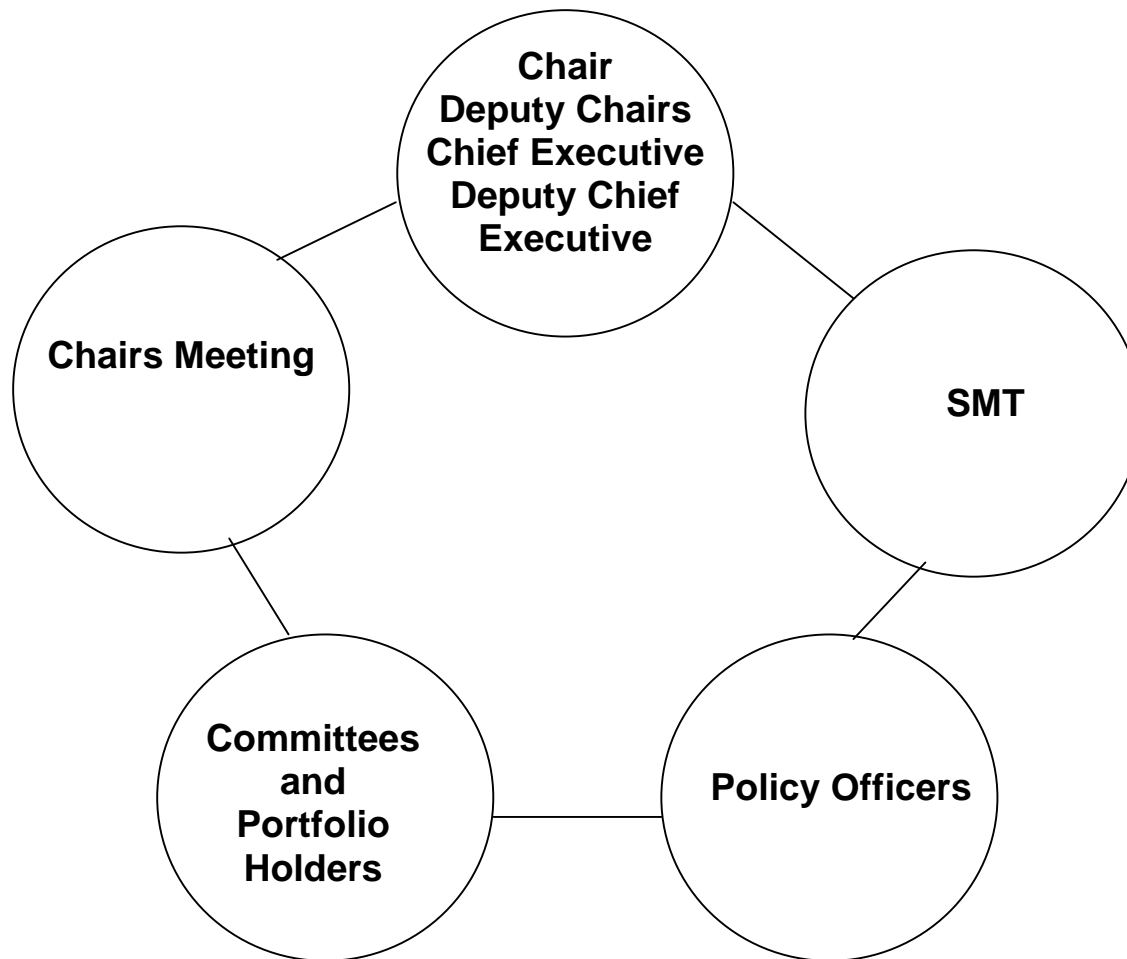 Chair
Deputy Chairs
Chief Executive
Deputy Chief
Executive
Chairs Meeting
SMT
Committees
and
Portfolio
Holders
Policy Officers